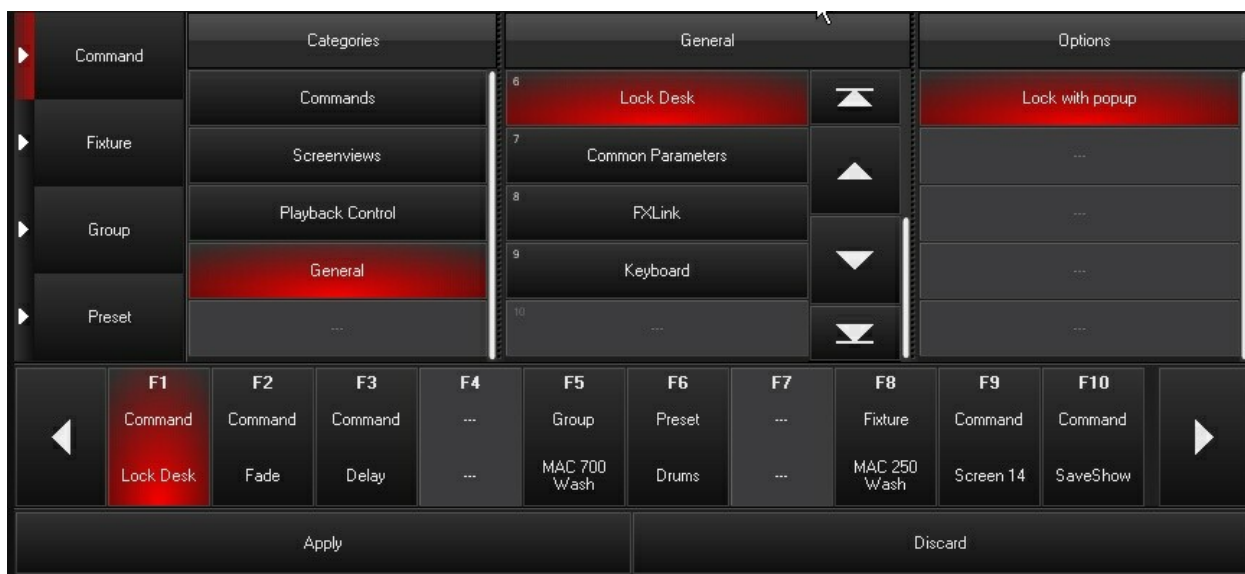 Command
Fixture
Group
Preset
Categories
Commands
Screenviews
Playback Control
General
---
General
6 Lock Desk
7 Common Parameters
8 FXLink
9 Keyboard
10 ---
Options
Lock with popup
---
---
---
---
F1 F2 F3 F4 F5 F6 F7 F8 F9 F10
Command Command Command --- Group Preset --- Fixture Command Command
Lock Desk Fade Delay --- MAC 700 Wash Drums --- MAC 250 Wash Screen 14 SaveShow
Apply Discard